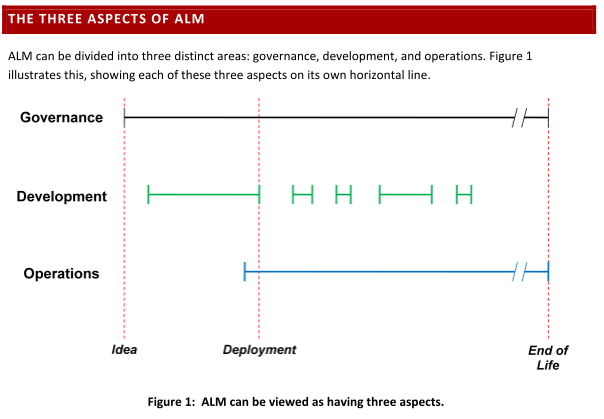 THE THREE ASPECTS OF ALM
ALM can be divided into three distinct areas: governance, development, and operations. Figure 1
illustrates this, showing each of these three aspects on its own horizontal line.
Governance
Development
Operations
Idea
Deployment
End of
Life
Figure 1:  ALM can be viewed as having three aspects.